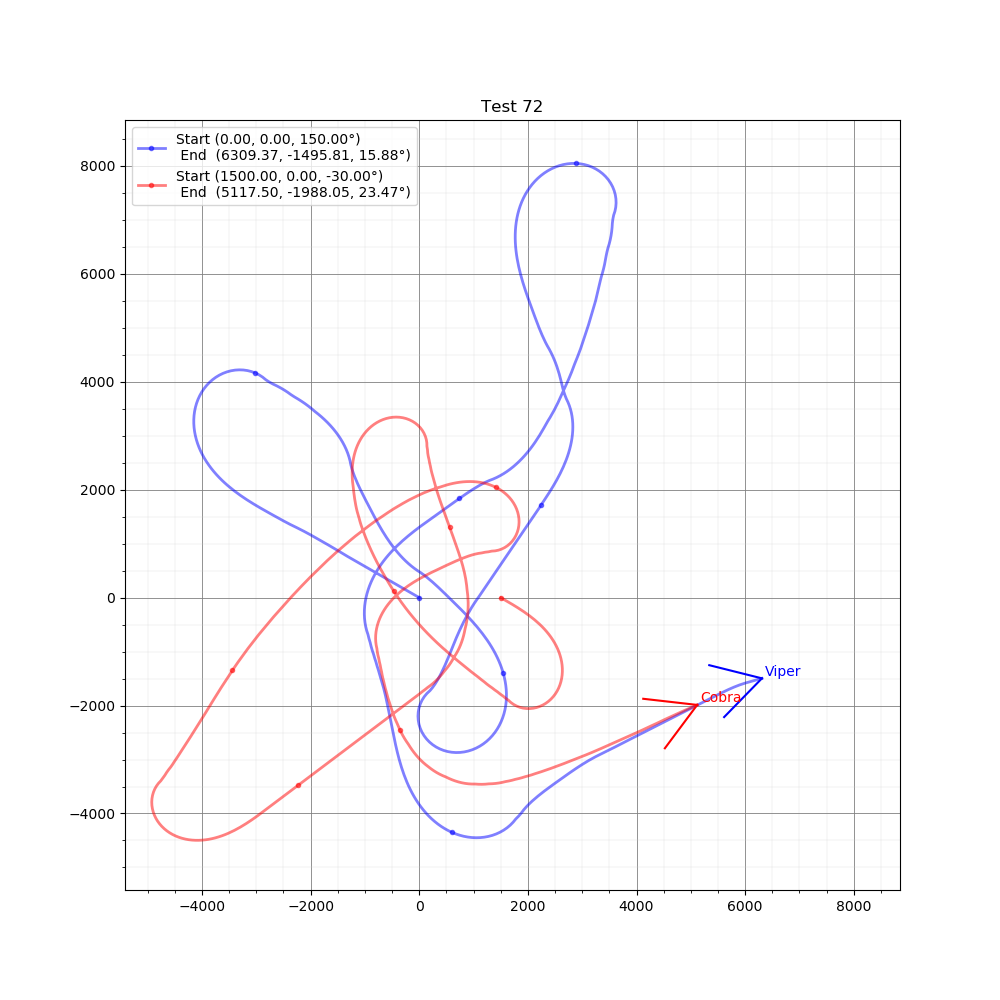 Test 72
Start (0.00, 0.00, 150.00°)
End  (6309.37, -1495.81, 15.88°)
Start (1500.00, 0.00, -30.00°)
End  (5117.50, -1988.05, 23.47°)
8000
6000
4000
2000
0
−2000
−4000
Viper
Cobra
−4000 −2000 0 2000 4000 6000 8000